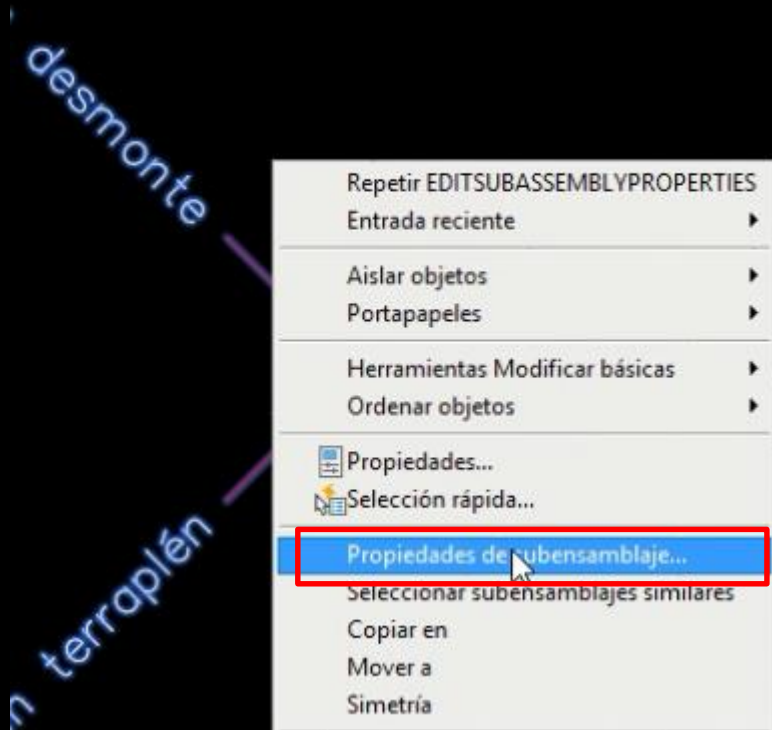 desmonte
Repetir EDITSUBASSEMBLYPROPERTIES
Entrada reciente
Aislar objetos
Portapapeles
Herramientas Modificar básicas
Ordenar objetos
Propiedades...
Selección rápida...
Propiedades de subensamblaje...
Seleccionar subensamblajes similares
Copiar en
Mover a
Simetría
terraplén